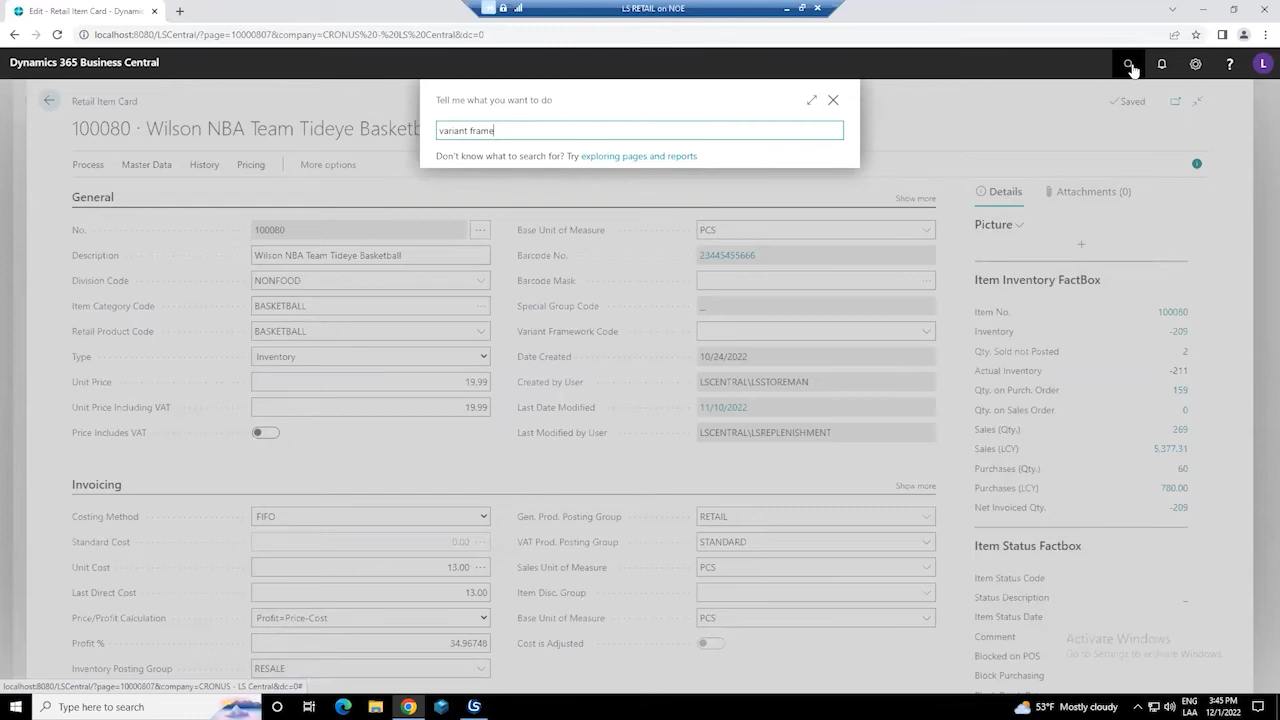 LS RETAIL on NOE
Edit - Retail Item Card - Dynamic
localhost:8080/LSCentral/?page=10000807&company=CRONUS%20-%20LS%20Central&dc=0
Dynamics 365 Business Central
L
Tell me what you want to do
variant frame
Don't know what to search for? Try exploring pages and reports
Retail Item Card
Saved
100080 · Wilson NBA Team Tideye Basketb
Process
Master Data
History
Pricing
More options
General
Show more
No.
100080
Description
Wilson NBA Team Tideye Basketball
Division Code
NONFOOD
Item Category Code
BASKETBALL
Retail Product Code
BASKETBALL
Type
Inventory
Unit Price
19.99
Unit Price Including VAT
19.99
Price Includes VAT
Base Unit of Measure
PCS
Barcode No.
23445455666
Barcode Mask
Special Group Code
_
Variant Framework Code
Date Created
10/24/2022
Created by User
LSCENTRAL\LSSTOREMAN
Last Date Modified
11/10/2022
Last Modified by User
LSCENTRAL\LSREPLENISHMENT
Invoicing
Show more
Costing Method
FIFO
Standard Cost
0.00
Unit Cost
13.00
Last Direct Cost
13.00
Price/Profit Calculation
Profit=Price-Cost
Profit %
34.96748
Inventory Posting Group
RESALE
Gen. Prod. Posting Group
RETAIL
VAT Prod. Posting Group
STANDARD
Sales Unit of Measure
PCS
Item Disc. Group
Base Unit of Measure
PCS
Cost is Adjusted
Details
Attachments (0)
Picture
Item Inventory FactBox
Item No.
100080
Inventory
-209
Qty. Sold not Posted
2
Actual Inventory
-211
Qty. on Purch. Order
159
Qty. on Sales Order
0
Sales (Qty.)
269
Sales (LCY)
5,377.31
Purchases (Qty.)
60
Purchases (LCY)
780.00
Net Invoiced Qty.
-209
Item Status Factbox
Item Status Code
Status Description
_
Item Status Date
Comment
Blocked on POS
Block Purchasing
Activate Windows
Go to Settings to activate Windows.
localhost:8080/LSCentral/?page=10000807&company=CRONUS - LS Central&dc=0#
Type here to search
53°F Mostly cloudy
ENG
LAA
3:45 PM
12/1/2022